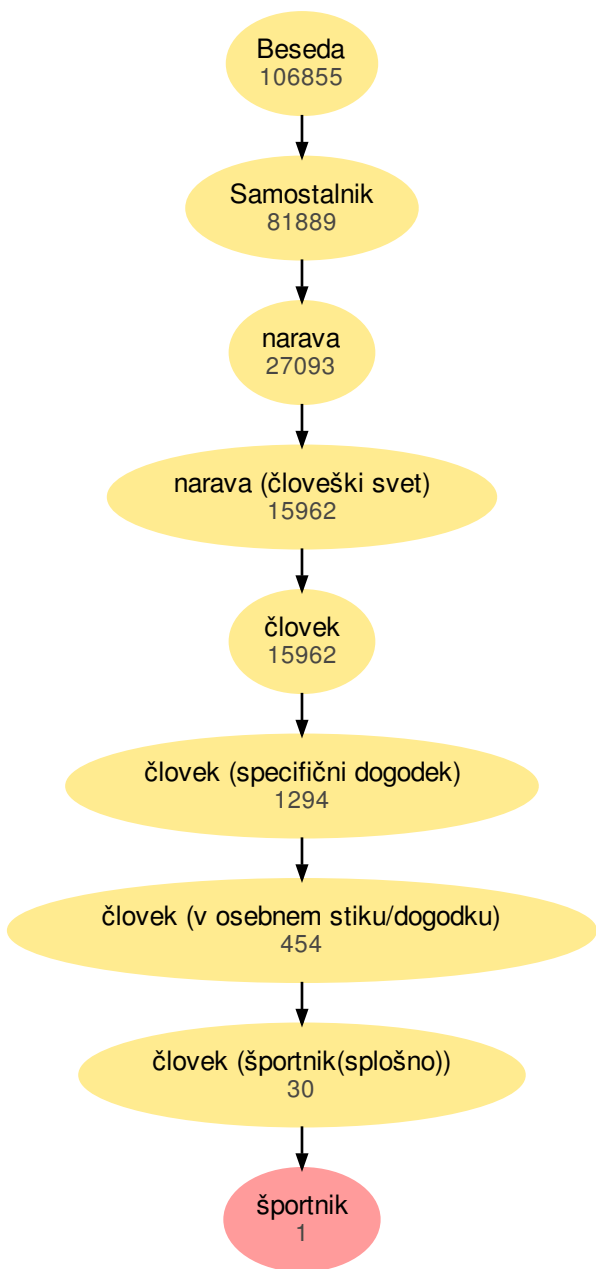 Beseda
106855
Samostalnik
81889
narava
27093
narava (človeški svet)
15962
človek
15962
človek (specifični dogodek)
1294
človek (v osebnem stiku/dogodku)
454
človek (športnik(splošno))
30
športnik
1